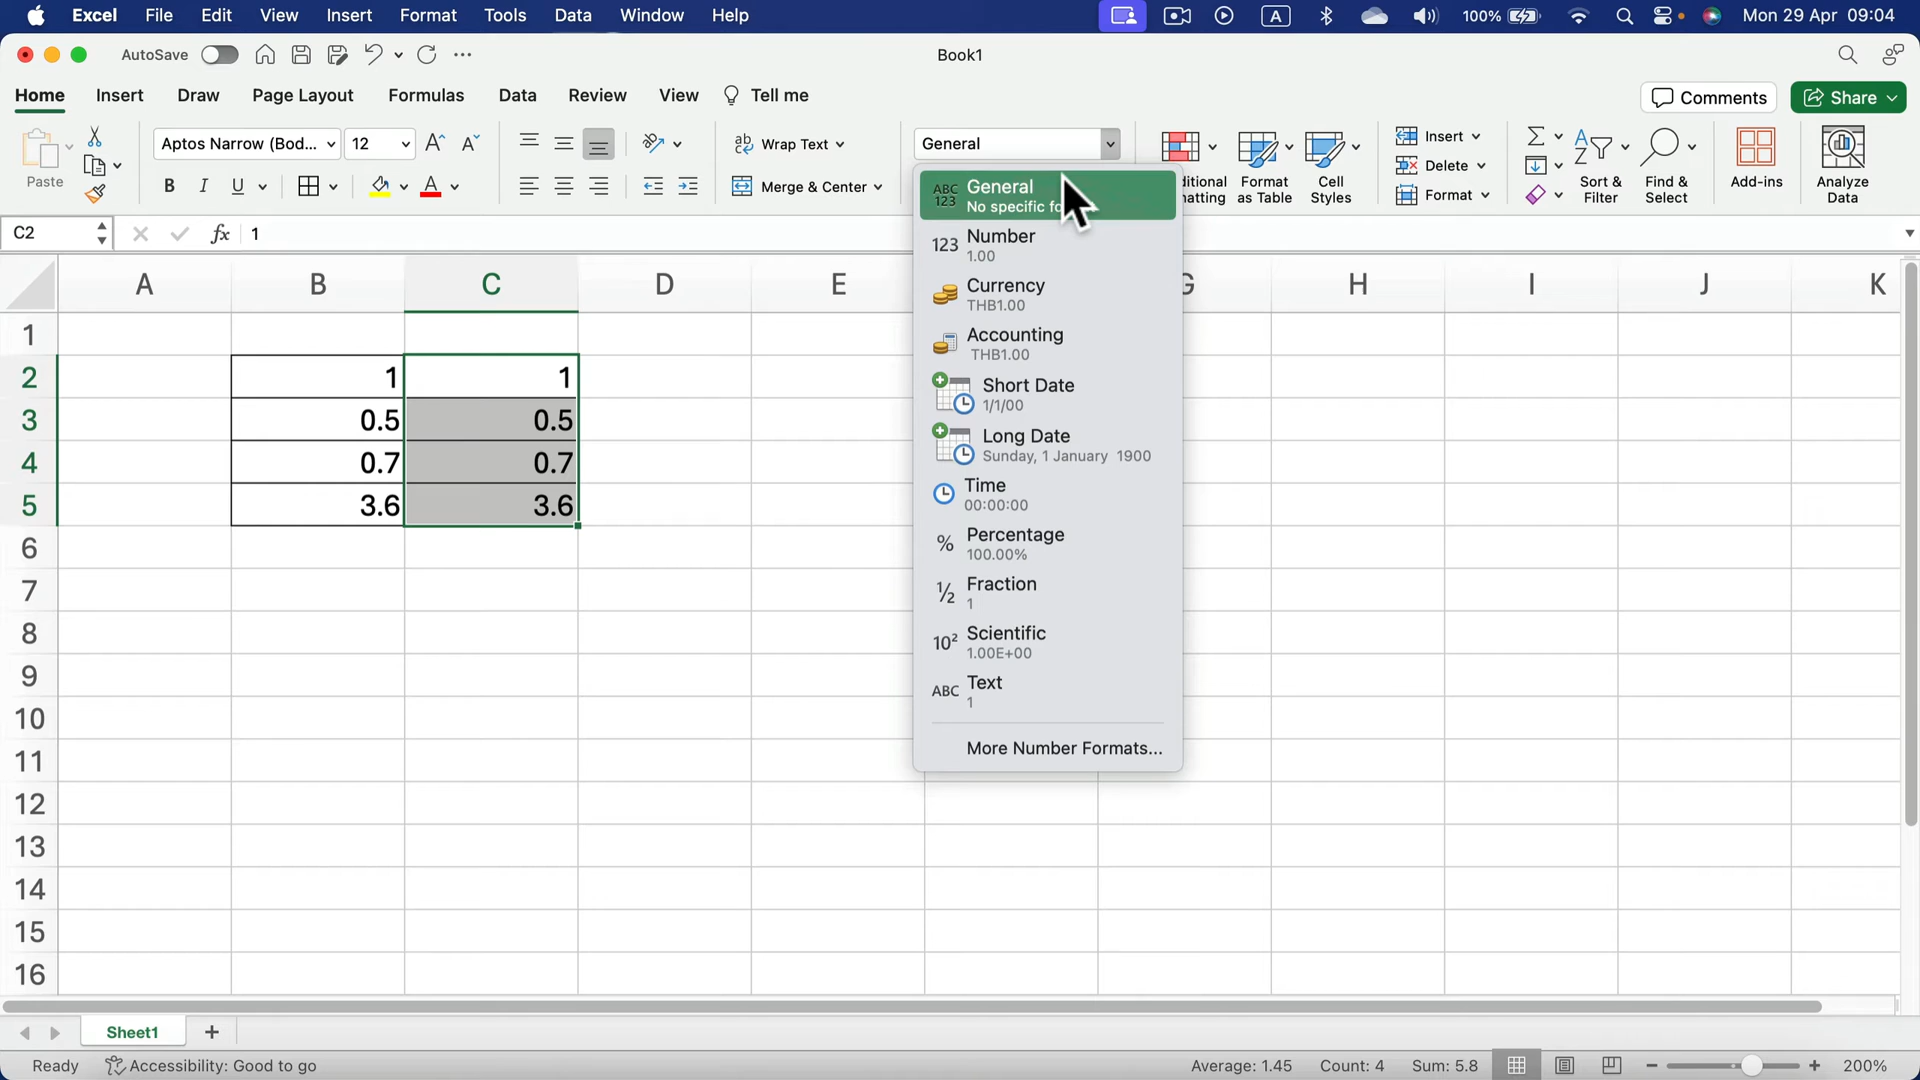 Excel File Edit View Insert Format Tools Data Window Help A 100% Mon 29 Apr 09:04
AutoSave Book1
Home Insert Draw Page Layout Formulas Data Review View Tell me Comments Share
Paste Aptos Narrow (Bod... 12 A A ab Wrap Text General Insert
Delete
B I U A Merge & Center Format
Format as Table
Cell Styles
Sort & Filter
Find & Select
Add-ins
Analyze Data
C2 fx 1
A B C D E G H I J K
1
2 1 1
3 0.5 0.5
4 0.7 0.7
5 3.6 3.6
6
7
8
9
10
11
12
13
14
15
16
ABC 123 General
No specific
123 Number
1.00
Currency
THB1.00
Accounting
THB1.00
Short Date
1/1/00
Long Date
Sunday, 1 January 1900
Time
00:00:00
% Percentage
100.00%
½ Fraction
1
10² Scientific
1.00E+00
ABC Text
1
More Number Formats...
Sheet1 +
Ready Accessibility: Good to go Average: 1.45 Count: 4 Sum: 5.8 − + 200%